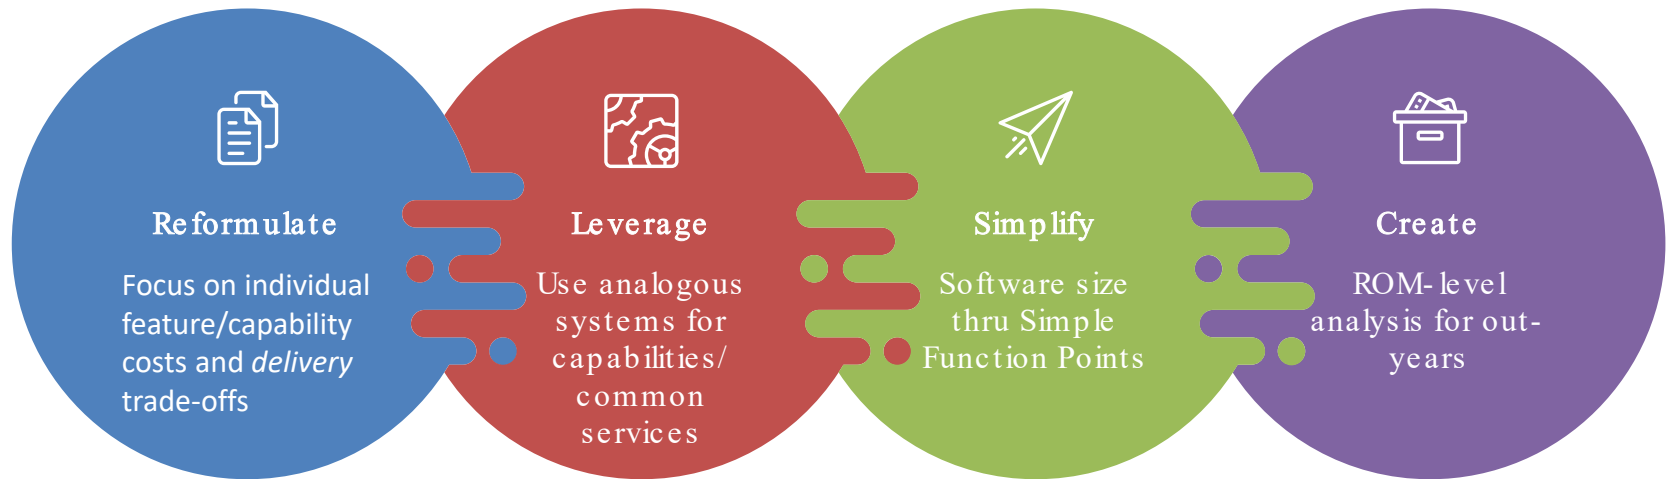 Reformulate
Focus on individual
feature/capability
costs and delivery
trade-offs
Leverage
Use analogous
systems for
capabilities/
common
services
Simplify
Software size
thru Simple
Function Points
Create
ROM-level
analysis for out-
years